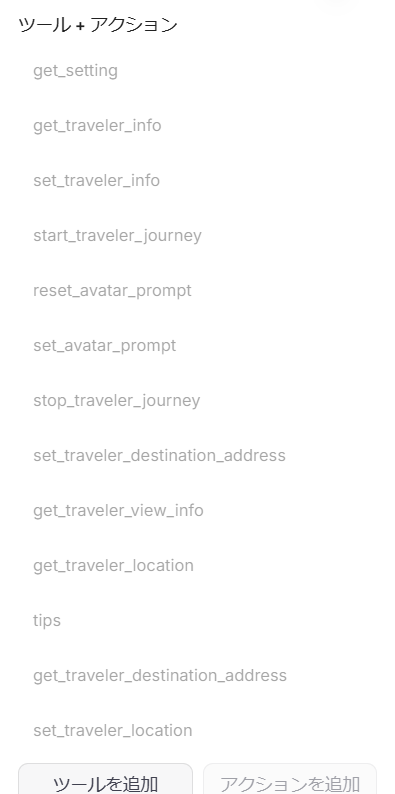 ツール + アクション
get_setting
get_traveler_info
set_traveler_info
start_traveler_journey
reset_avatar_prompt
set_avatar_prompt
stop_traveler_journey
set_traveler_destination_address
get_traveler_view_info
get_traveler_location
tips
get_traveler_destination_address
set_traveler_location
ツールを追加 アクションを追加